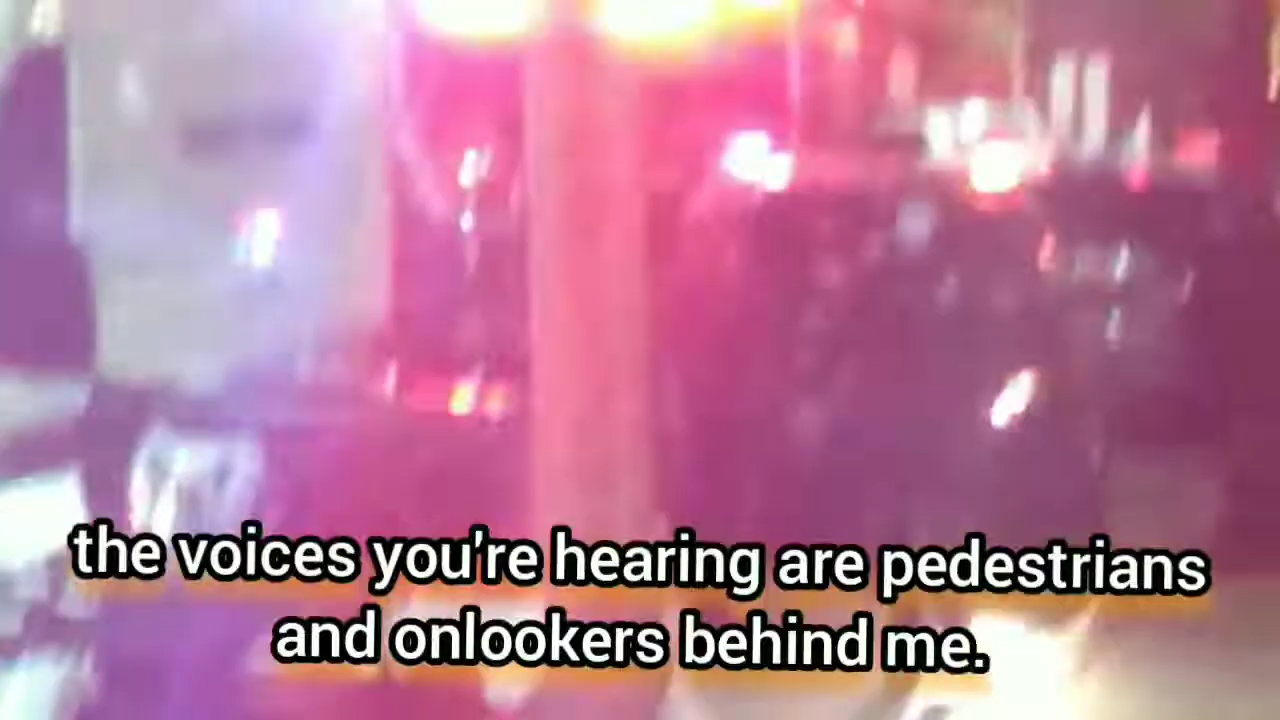 the voices you're hearing are pedestrians
and onlookers behind me.